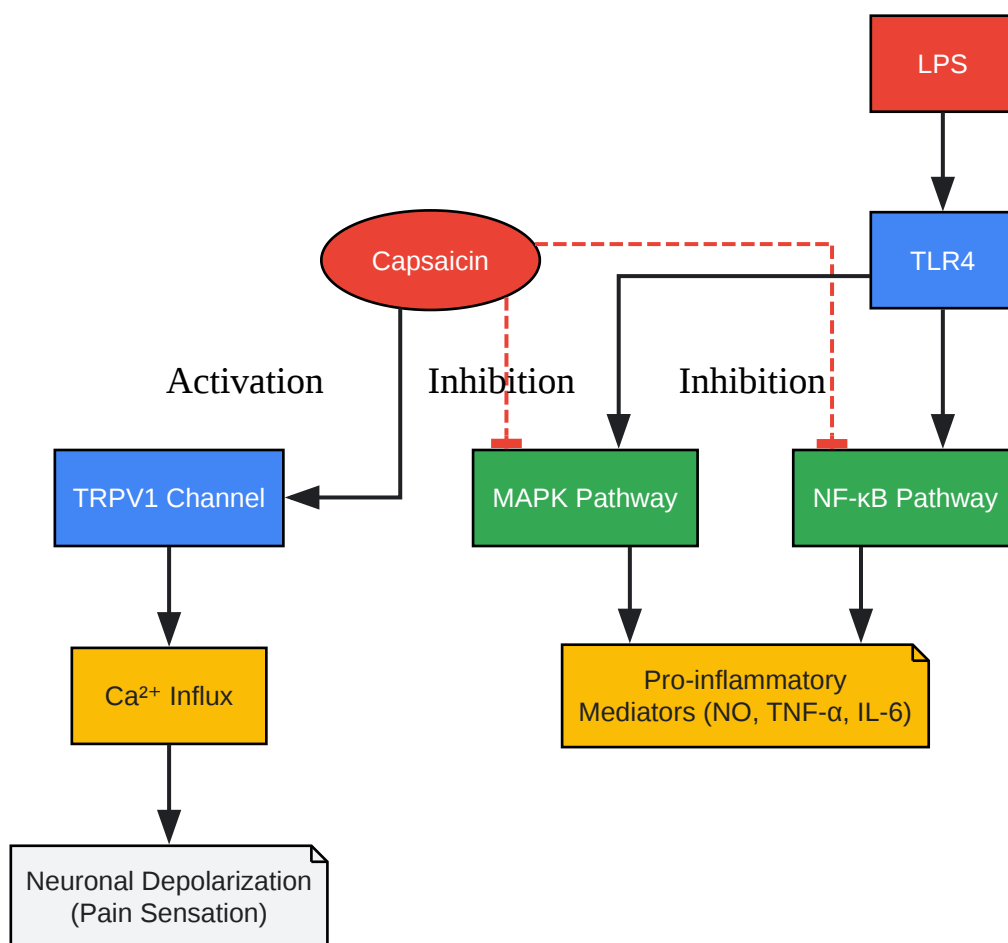 LPS
Capsaicin
TLR4
Activation
Inhibition
Inhibition
TRPV1 Channel
MAPK Pathway
NF-κB Pathway
Ca²⁺ Influx
Pro-inflammatory
Mediators (NO, TNF-α, IL-6)
Neuronal Depolarization
(Pain Sensation)